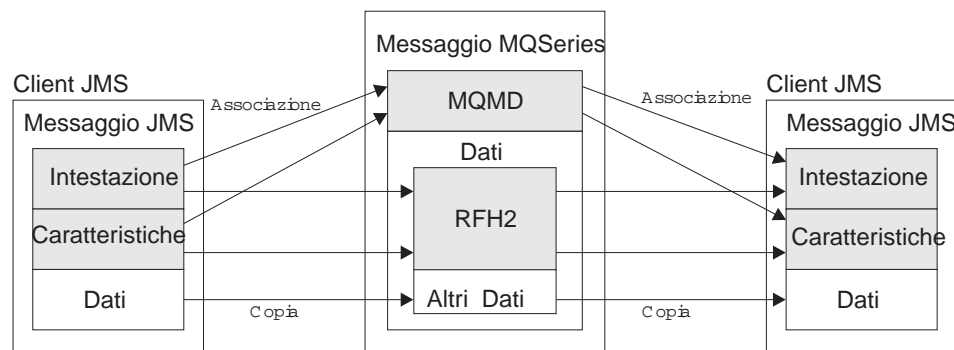 Messaggio MQSeries
Client JMS
Messaggio JMS
Intestazione
Caratteristiche
Dati
Associazione
Copia
MQMD
Dati
RFH2
Altri Dati
Associazione
Copia
Client JMS
Messaggio JMS
Intestazione
Caratteristiche
Dati